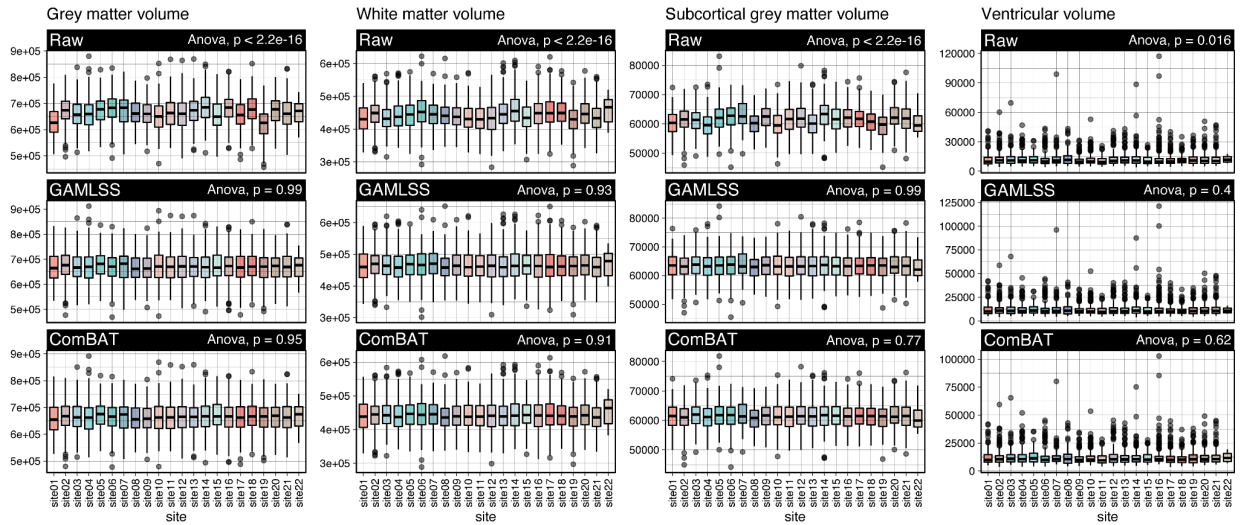 Grey matter volume
Raw
Anova, p < 2.2e-16
9e+05
8e+05
7e+05
6e+05
5e+05
GAMLSS
Anova, p = 0.99
9e+05
8e+05
7e+05
6e+05
5e+05
ComBAT
Anova, p = 0.95
9e+05
8e+05
7e+05
6e+05
5e+05
site01
site02
site03
site04
site05
site06
site07
site08
site09
site10
site11
site12
site13
site14
site15
site16
site17
site18
site19
site20
site21
site22
site
White matter volume
Raw
Anova, p < 2.2e-16
6e+05
5e+05
4e+05
3e+05
GAMLSS
Anova, p = 0.93
6e+05
5e+05
4e+05
3e+05
ComBAT
Anova, p = 0.91
6e+05
5e+05
4e+05
3e+05
site01
site02
site03
site04
site05
site06
site07
site08
site09
site10
site11
site12
site13
site14
site15
site16
site17
site18
site19
site20
site21
site22
site
Subcortical grey matter volume
Raw
Anova, p < 2.2e-16
80000
70000
60000
50000
GAMLSS
Anova, p = 0.99
80000
70000
60000
50000
ComBAT
Anova, p = 0.77
80000
70000
60000
50000
site01
site02
site03
site04
site05
site06
site07
site08
site09
site10
site11
site12
site13
site14
site15
site16
site17
site18
site19
site20
site21
site22
site
Ventricular volume
Raw
Anova, p = 0.016
120000
90000
60000
30000
0
GAMLSS
Anova, p = 0.4
125000
100000
75000
50000
25000
0
ComBAT
Anova, p = 0.62
100000
75000
50000
25000
0
site01
site02
site03
site04
site05
site06
site07
site08
site09
site10
site11
site12
site13
site14
site15
site16
site17
site18
site19
site20
site21
site22
site